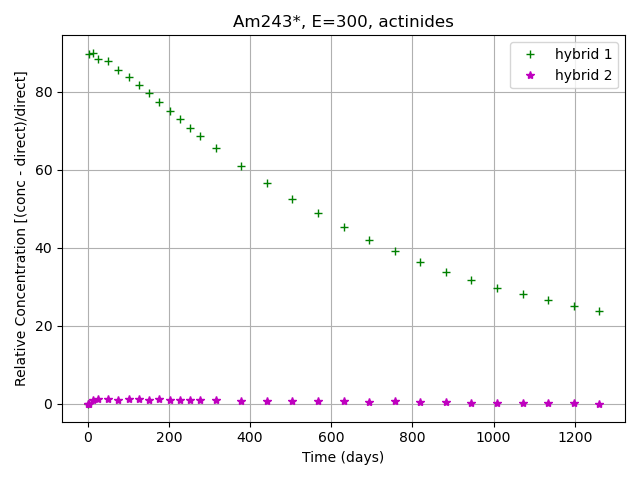 Am243*, E=300, actinides
hybrid 1
hybrid 2
Relative Concentration [(conc - direct)/direct]
80
60
40
20
0
0 200 400 600 800 1000 1200
Time (days)